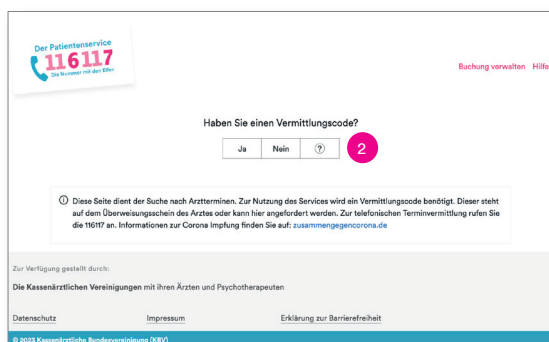 Der Patientenservice
116117
Die Nummer mit den Elfen
Buchung verwalten Hilfe
Haben Sie einen Vermittlungscode?
Ja Nein ? 2
Diese Seite dient der Suche nach Arztterminen. Zur Nutzung des Services wird ein Vermittlungscode benötigt. Dieser steht
auf dem Überweisungsschein des Arztes oder kann hier angefordert werden. Zur telefonischen Terminvermittlung rufen Sie
die 116117 an. Informationen zur Corona Impfung finden Sie auf: zusammengegencorona.de
Zur Verfügung gestellt durch:
Die Kassenärztlichen Vereinigungen mit ihren Ärzten und Psychotherapeuten
Datenschutz Impressum Erklärung zur Barrierefreiheit
© 2023 Kassenärztliche Bundesvereinigung (KBV)